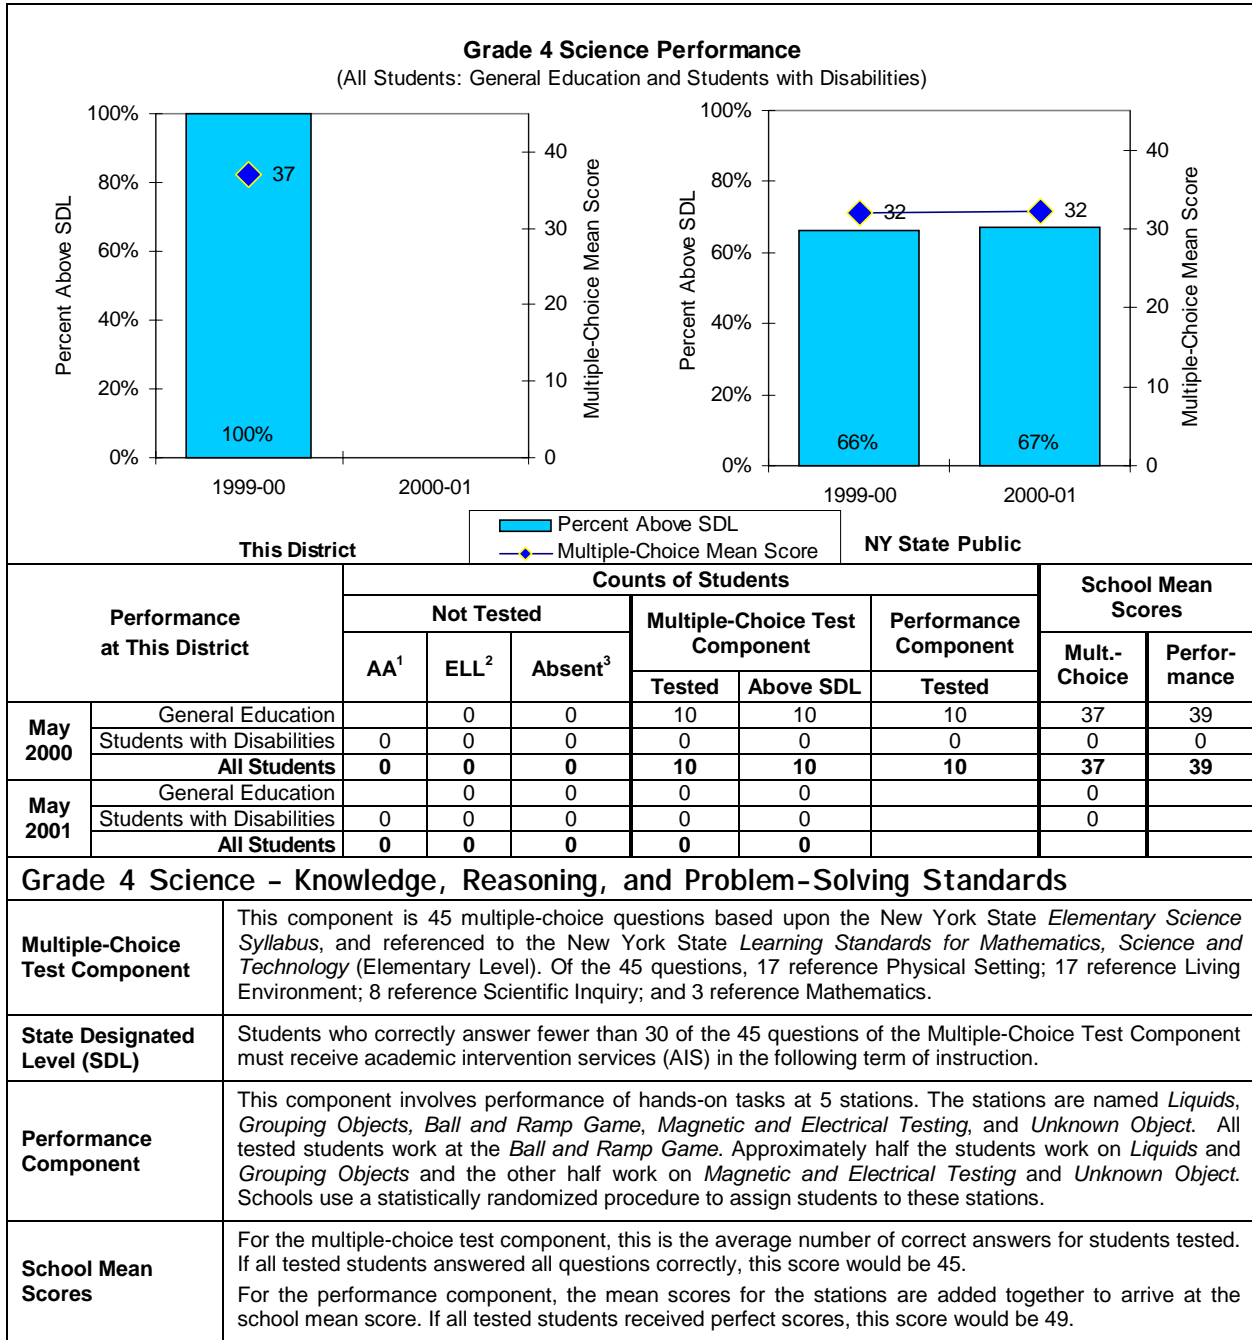 Grade 4 Science Performance
(All Students: General Education and Students with Disabilities)
100%
80%
60%
40%
20%
0%
Percent Above SDL
37
100%
40
30
20
10
0
Multiple-Choice Mean Score
1999-00 2000-01
This District
100%
80%
60%
40%
20%
0%
Percent Above SDL
32 32
66% 67%
40
30
20
10
0
Multiple-Choice Mean Score
1999-00 2000-01
NY State Public
Percent Above SDL
Multiple-Choice Mean Score
Performance
at This District
Counts of Students
School Mean
Scores
Not Tested
Multiple-Choice Test
Component
Performance
Component
AA¹ ELL² Absent³
Mult.-
Choice
Perfor-
mance
Tested Above SDL Tested
May
2000
General Education 0 0 10 10 10 37 39
Students with Disabilities 0 0 0 0 0 0 0 0
All Students 0 0 0 10 10 10 37 39
May
2001
General Education 0 0 0 0 0
Students with Disabilities 0 0 0 0 0 0
All Students 0 0 0 0 0
Grade 4 Science – Knowledge, Reasoning, and Problem-Solving Standards
Multiple-Choice
Test Component
This component is 45 multiple-choice questions based upon the New York State Elementary Science
Syllabus, and referenced to the New York State Learning Standards for Mathematics, Science and
Technology (Elementary Level). Of the 45 questions, 17 reference Physical Setting; 17 reference Living
Environment; 8 reference Scientific Inquiry; and 3 reference Mathematics.
State Designated
Level (SDL)
Students who correctly answer fewer than 30 of the 45 questions of the Multiple-Choice Test Component
must receive academic intervention services (AIS) in the following term of instruction.
Performance
Component
This component involves performance of hands-on tasks at 5 stations. The stations are named Liquids,
Grouping Objects, Ball and Ramp Game, Magnetic and Electrical Testing, and Unknown Object. All
tested students work at the Ball and Ramp Game. Approximately half the students work on Liquids and
Grouping Objects and the other half work on Magnetic and Electrical Testing and Unknown Object.
Schools use a statistically randomized procedure to assign students to these stations.
School Mean
Scores
For the multiple-choice test component, this is the average number of correct answers for students tested.
If all tested students answered all questions correctly, this score would be 45.
For the performance component, the mean scores for the stations are added together to arrive at the
school mean score. If all tested students received perfect scores, this score would be 49.